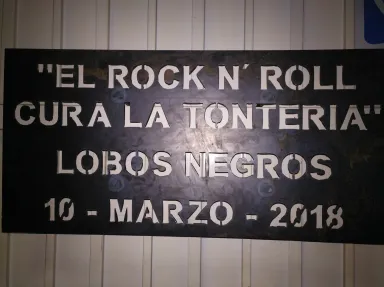 "EL ROCK N´ ROLL
CURA LA TONTERIA"
LOBOS NEGROS
10 - MARZO - 2018